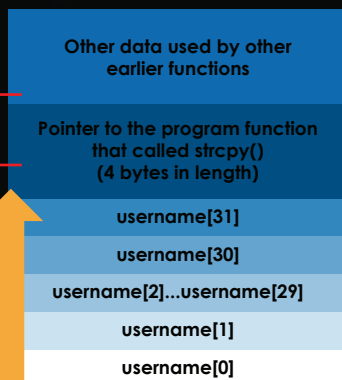 Other data used by other
earlier functions
Pointer to the program function
that called strcpy()
(4 bytes in length)
username[31]
username[30]
username[2]...username[29]
username[1]
username[0]